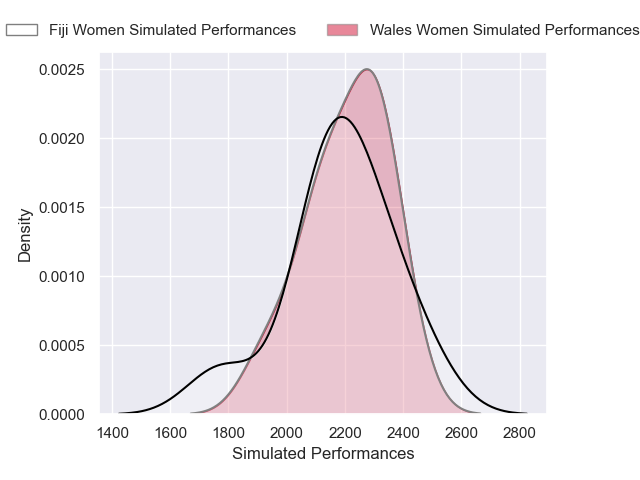 Fiji Women Simulated Performances
Wales Women Simulated Performances
0.0025
0.0020
0.0015
0.0010
0.0005
0.0000
Density
1400 1600 1800 2000 2200 2400 2600 2800
Simulated Performances